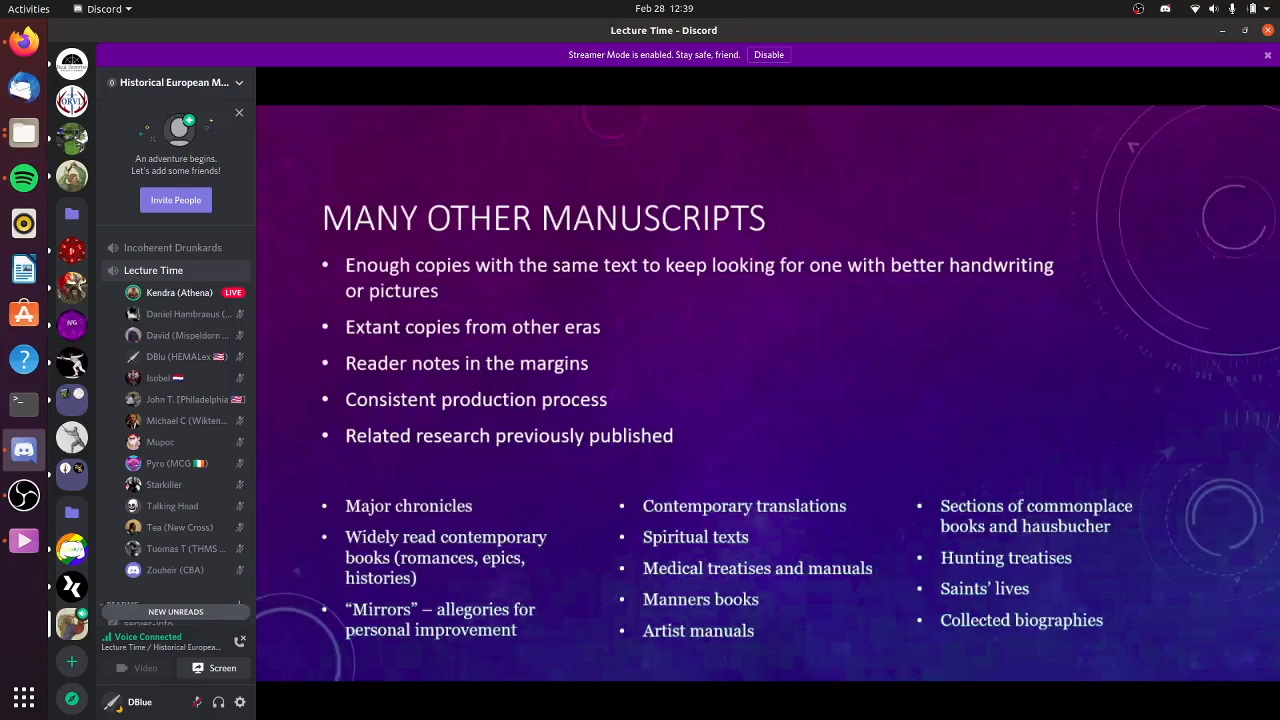 Activities
Discord
Feb 28 12:39
Lecture Time - Discord
Streamer Mode is enabled. Stay safe, friend.
Disable
Historical European M...
An adventure begins.
Let's add some friends!
Invite People
Incoherent Drunkards
Lecture Time
Kendra (Athena)
LIVE
Daniel Hambraeus (...
David (Mispeldorn ...
DBlu (HEMALex
Isobel
John T. [Philadelphia
Michael C (Wikten...
Mupoc
Pyro (MCG
Starkiller
Talking Head
Tea (New Cross)
Tuomas T (THMS ...
Zouheir (CBA)
NEW UNREADS
server-info
Voice Connected
Lecture Time / Historical Europea...
Video
Screen
DBlue
MANY OTHER MANUSCRIPTS
• Enough copies with the same text to keep looking for one with better handwriting
or pictures
• Extant copies from other eras
• Reader notes in the margins
• Consistent production process
• Related research previously published
• Major chronicles
• Widely read contemporary
books (romances, epics,
histories)
• “Mirrors” – allegories for
personal improvement
• Contemporary translations
• Spiritual texts
• Medical treatises and manuals
• Manners books
• Artist manuals
• Sections of commonplace
books and hausbucher
• Hunting treatises
• Saints’ lives
• Collected biographies